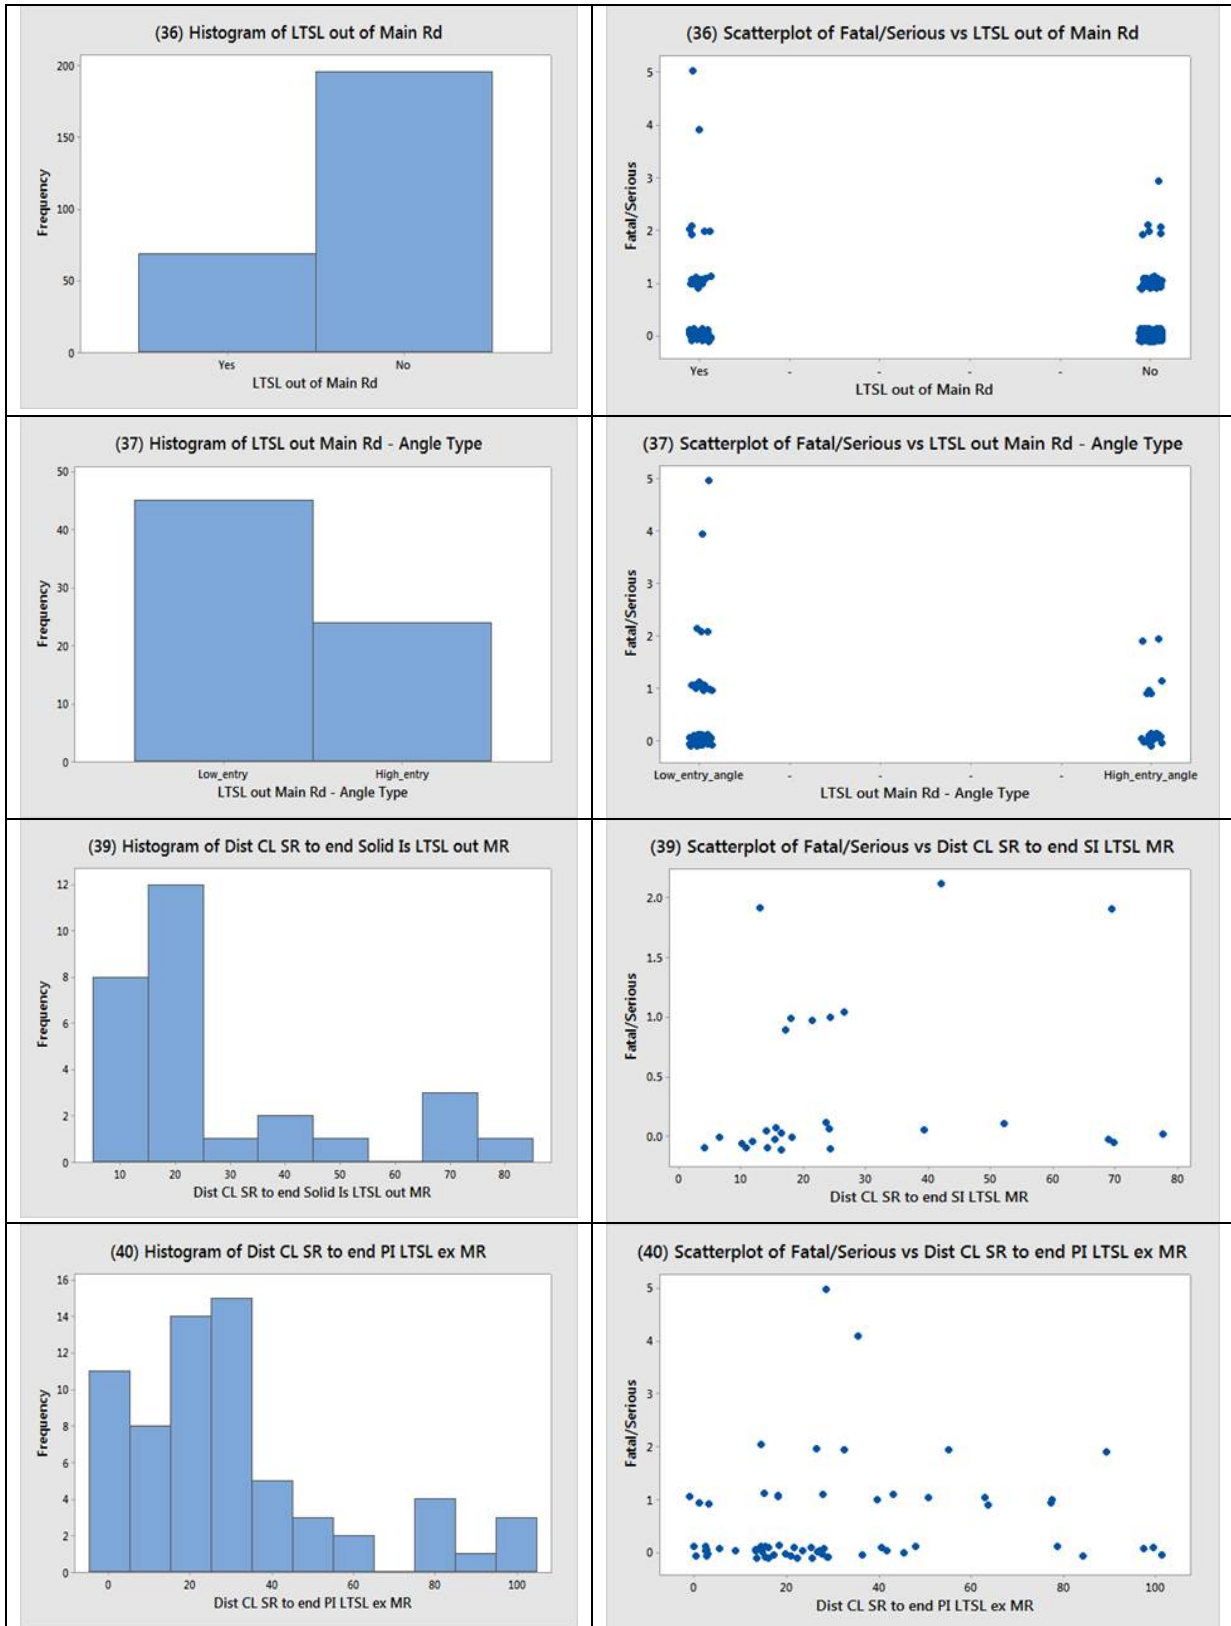 (36) Histogram of LTSL out of Main Rd
200
150
100
50
0
Frequency
Yes No
LTSL out of Main Rd
(36) Scatterplot of Fatal/Serious vs LTSL out of Main Rd
5
4
3
2
1
0
Fatal/Serious
Yes - - - - No
LTSL out of Main Rd
(37) Histogram of LTSL out Main Rd - Angle Type
50
40
30
20
10
0
Frequency
Low_entry High_entry
LTSL out Main Rd - Angle Type
(37) Scatterplot of Fatal/Serious vs LTSL out Main Rd - Angle Type
5
4
3
2
1
0
Fatal/Serious
Low_entry_angle - - - - High_entry_angle
LTSL out Main Rd - Angle Type
(39) Histogram of Dist CL SR to end Solid Is LTSL out MR
12
10
8
6
4
2
0
Frequency
10 20 30 40 50 60 70 80
Dist CL SR to end Solid Is LTSL out MR
(39) Scatterplot of Fatal/Serious vs Dist CL SR to end SI LTSL MR
2.0
1.5
1.0
0.5
0.0
Fatal/Serious
0 10 20 30 40 50 60 70 80
Dist CL SR to end SI LTSL MR
(40) Histogram of Dist CL SR to end PI LTSL ex MR
16
14
12
10
8
6
4
2
0
Frequency
0 20 40 60 80 100
Dist CL SR to end PI LTSL ex MR
(40) Scatterplot of Fatal/Serious vs Dist CL SR to end PI LTSL ex MR
5
4
3
2
1
0
Fatal/Serious
0 20 40 60 80 100
Dist CL SR to end PI LTSL ex MR